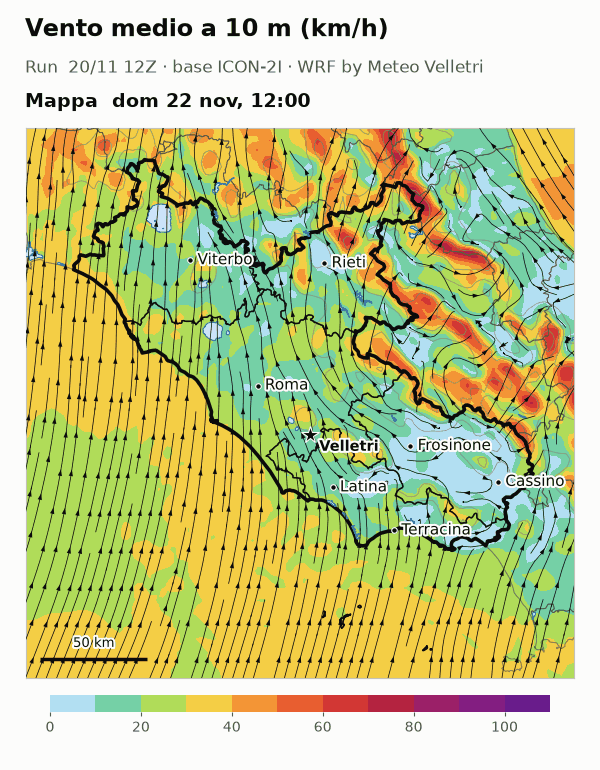 Vento medio a 10 m (km/h)
Run 20/11 12Z · base ICON-2I · WRF by Meteo Velletri
Mappa dom 22 nov, 12:00
Viterbo
Rieti
Roma
Velletri
Frosinone
Latina
Cassino
Terracina
50 km
0 20 40 60 80 100